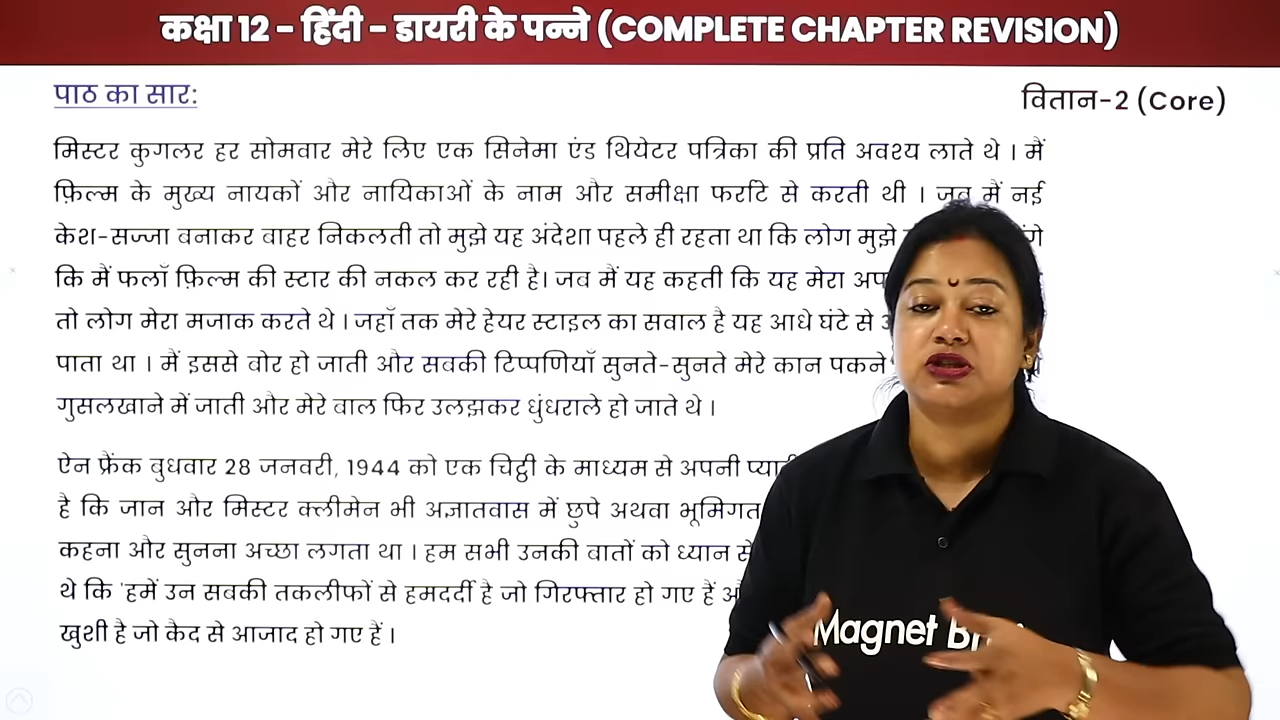 कक्षा 12 - हिंदी - डायरी के पन्ने (COMPLETE CHAPTER REVISION)
पाठ का सार:
वितान-2 (Core)
मिस्टर कुगलर हर सोमवार मेरे लिए एक सिनेमा एंड थियेटर पत्रिका की प्रति अवश्य लाते थे । मैं
फ़िल्म के मुख्य नायकों और नायिकाओं के नाम और समीक्षा फर्राटे से करती थी । जब मैं नई
केश-सज्जा बनाकर बाहर निकलती तो मुझे यह अंदेशा पहले ही रहता था कि लोग मुझे
कि मैं फलाँ फ़िल्म की स्टार की नकल कर रही है। जब मैं यह कहती कि यह मेरा
तो लोग मेरा मजाक करते थे । जहाँ तक मेरे हेयर स्टाइल का सवाल है यह आधे घंटे से
पाता था । मैं इससे बोर हो जाती और सबकी टिप्पणियाँ सुनते-सुनते मेरे कान पकने
गुसलखाने में जाती और मेरे वाल फिर उलझकर धुंधराले हो जाते थे ।
ऐन फ्रैंक वुधवार 28 जनवरी, 1944 को एक चिट्ठी के माध्यम से अपनी
है कि जान और मिस्टर क्लीमेन भी अज्ञातवास में छुपे अथवा भूमिगत
कहना और सुनना अच्छा लगता था । हम सभी उनकी वातों को ध्यान से
थे कि 'हमें उन सबकी तकलीफों से हमदर्दी है जो गिरफ्तार हो गए हैं
खुशी है जो कैद से आजाद हो गए हैं ।
Magnet